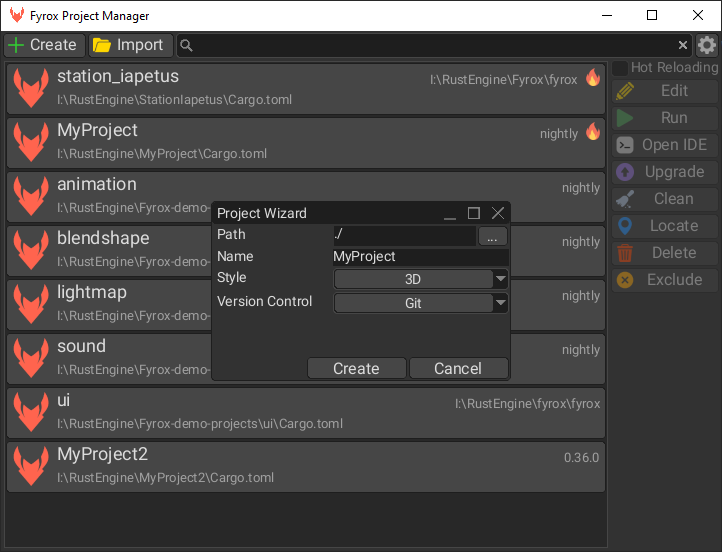 Fyrox Project Manager
Create Import
Hot Reloading
station_iapetus
I:\RustEngine\Fyrox\fyrox
I:\RustEngine\StationIapetus\Cargo.toml
Edit
Run
MyProject
nightly
I:\RustEngine\MyProject\Cargo.toml
Open IDE
Upgrade
animation
nightly
I:\RustEngine\Fyrox-demo-
Clean
Locate
blendshape
nightly
I:\RustEngine\Fyrox-demo-
Delete
Exclude
lightmap
nightly
I:\RustEngine\Fyrox-demo-
sound
nightly
I:\RustEngine\Fyrox-demo-
Project Wizard
Path ./ ...
Name MyProject
Style 3D
Version Control Git
Create Cancel
ui
I:\RustEngine\fyrox\fyrox
I:\RustEngine\Fyrox-demo-projects\ui\Cargo.toml
MyProject2
0.36.0
I:\RustEngine\MyProject2\Cargo.toml